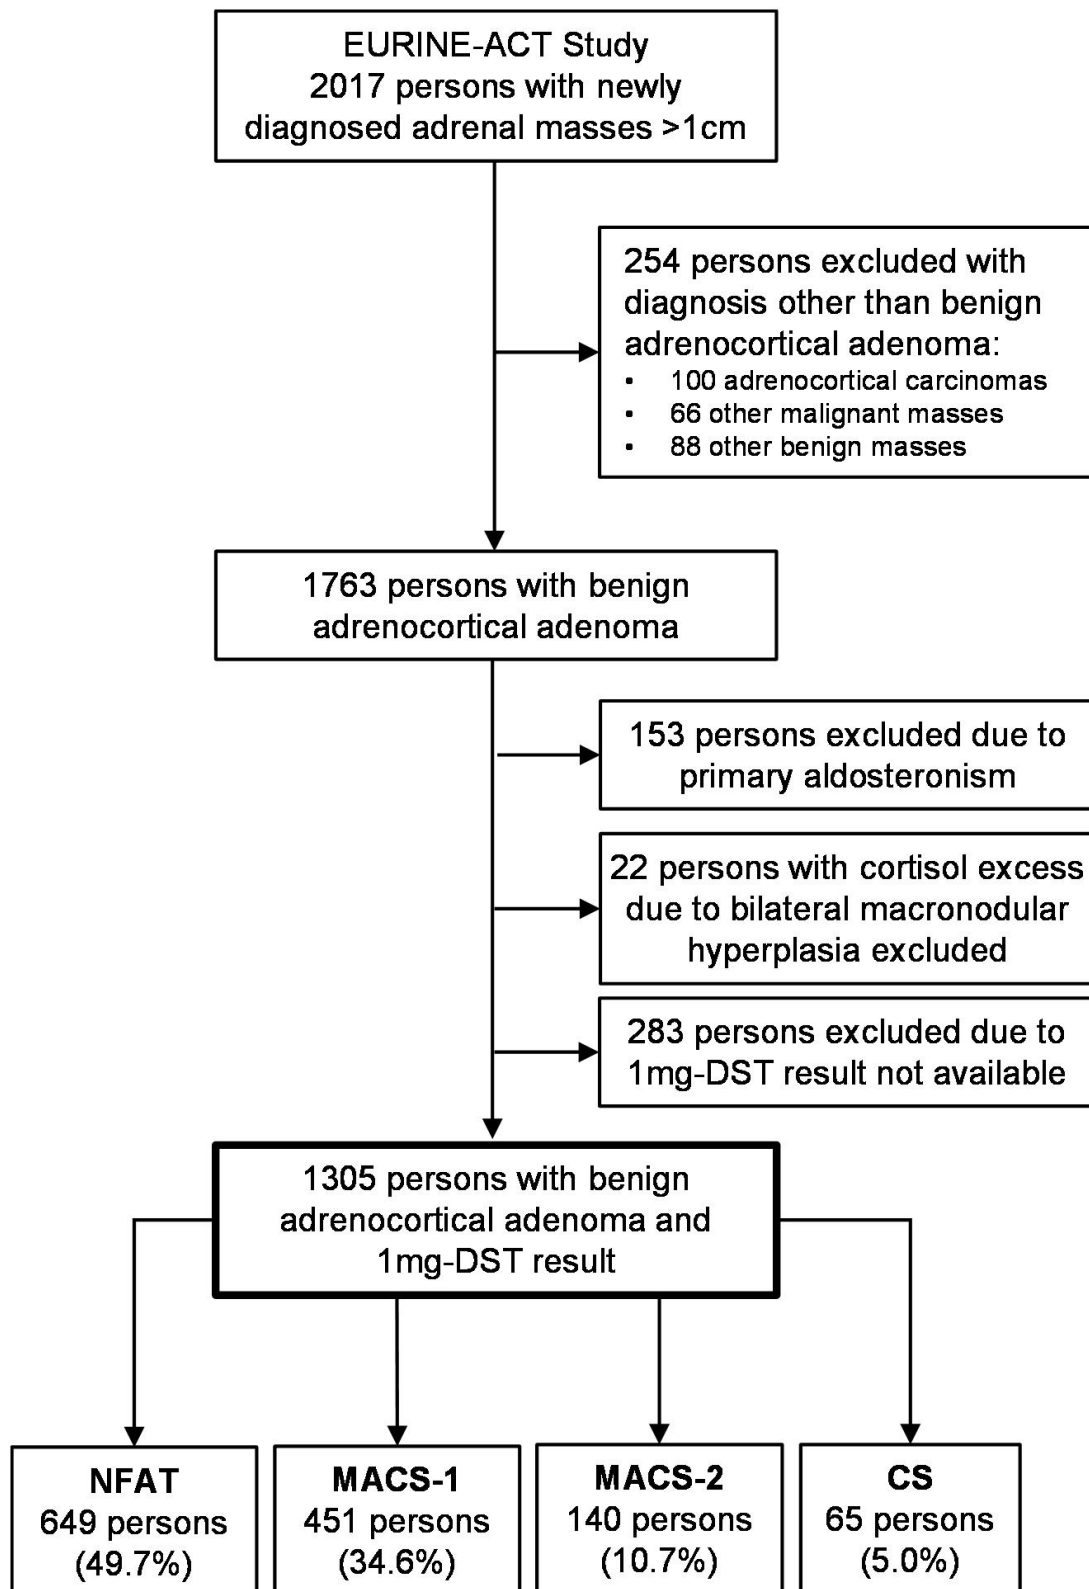 EURINE-ACT Study
2017 persons with newly
diagnosed adrenal masses >1cm
254 persons excluded with
diagnosis other than benign
adrenocortical adenoma:
▪ 100 adrenocortical carcinomas
▪ 66 other malignant masses
▪ 88 other benign masses
1763 persons with benign
adrenocortical adenoma
153 persons excluded due to
primary aldosteronism
22 persons with cortisol excess
due to bilateral macronodular
hyperplasia excluded
283 persons excluded due to
1mg-DST result not available
1305 persons with benign
adrenocortical adenoma and
1mg-DST result
NFAT
649 persons
(49.7%)
MACS-1
451 persons
(34.6%)
MACS-2
140 persons
(10.7%)
CS
65 persons
(5.0%)